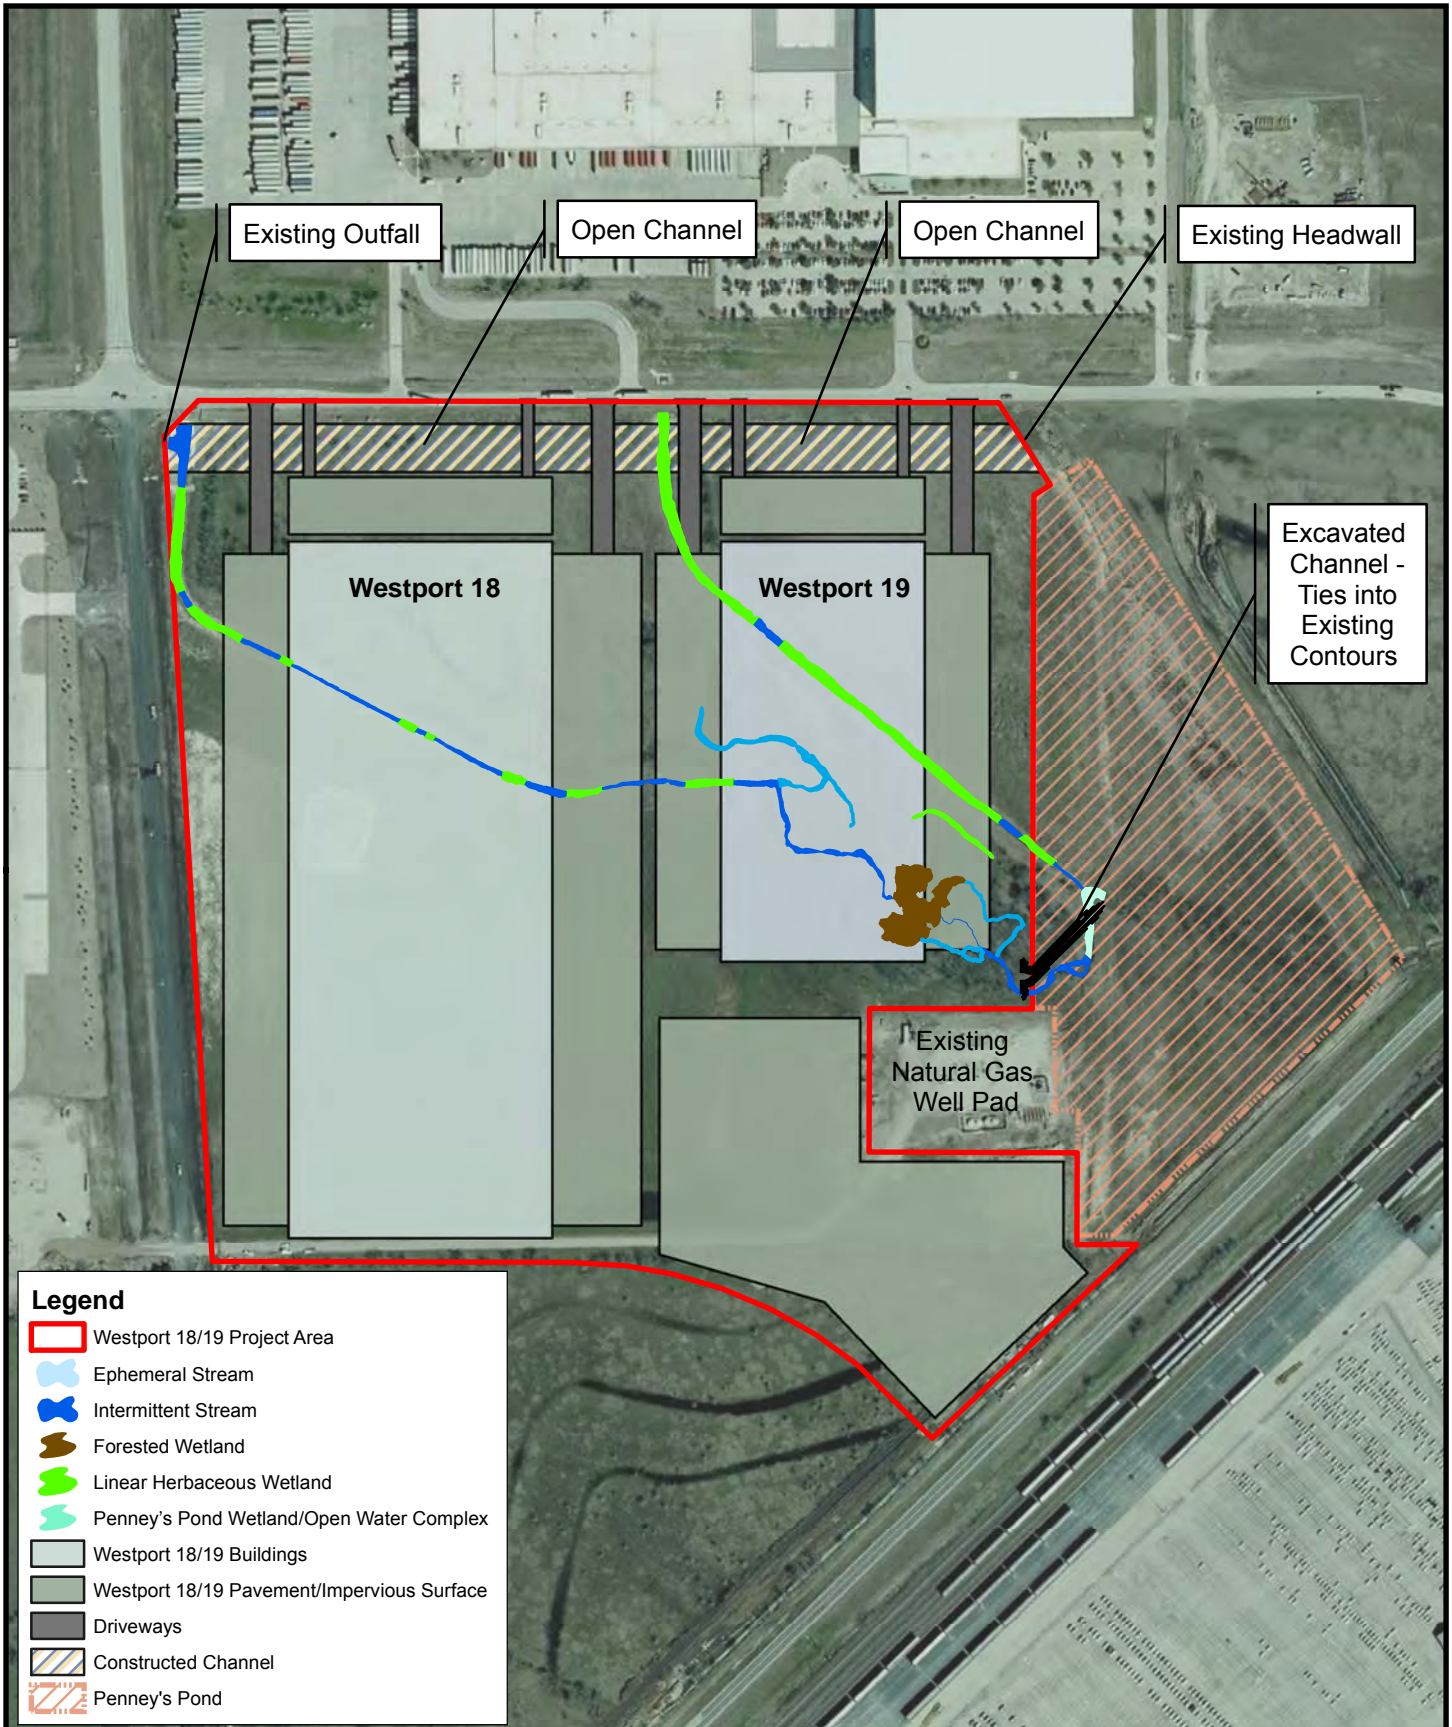 Existing Outfall
Open Channel
Open Channel
Existing Headwall
Excavated
Channel -
Ties into
Existing
Contours
Westport 18
Westport 19
Existing
Natural Gas
Well Pad
Legend
Westport 18/19 Project Area
Ephemeral Stream
Intermittent Stream
Forested Wetland
Linear Herbaceous Wetland
Penney's Pond Wetland/Open Water Complex
Westport 18/19 Buildings
Westport 18/19 Pavement/Impervious Surface
Driveways
Constructed Channel
Penney's Pond